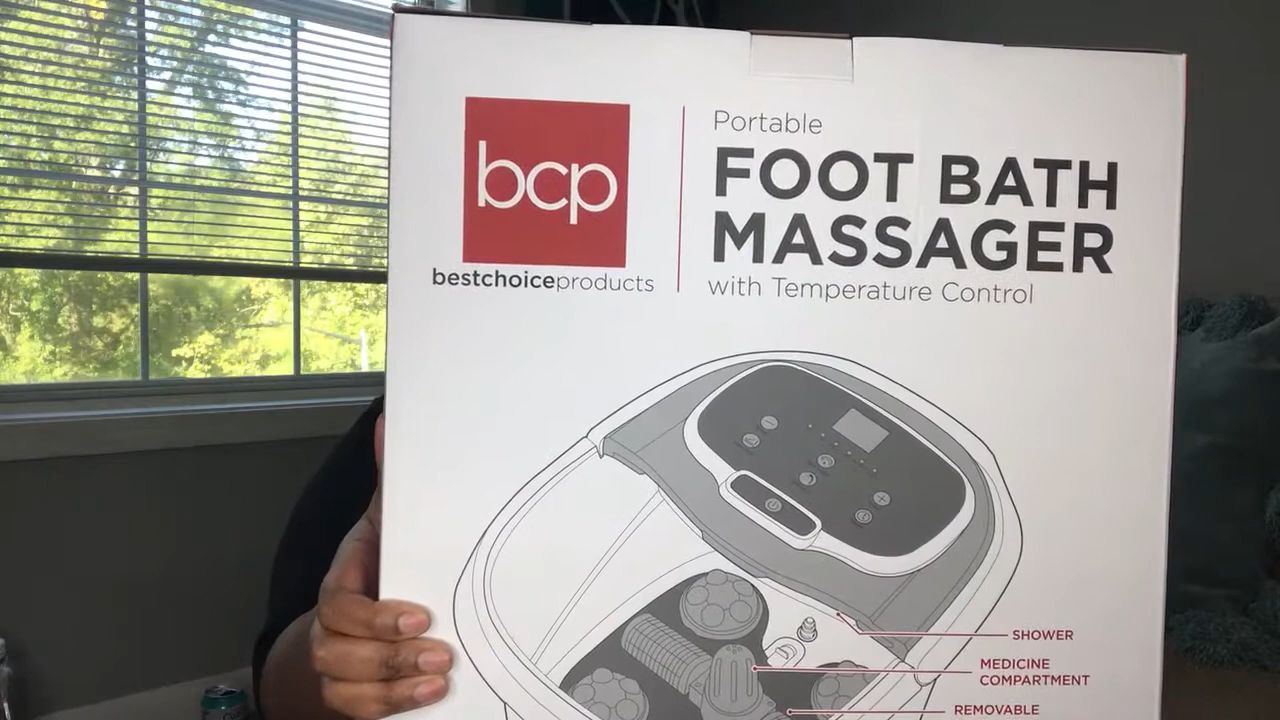 bcp
bestchoiceproducts
Portable
FOOT BATH
MASSAGER
with Temperature Control
SHOWER
MEDICINE
COMPARTMENT
REMOVABLE